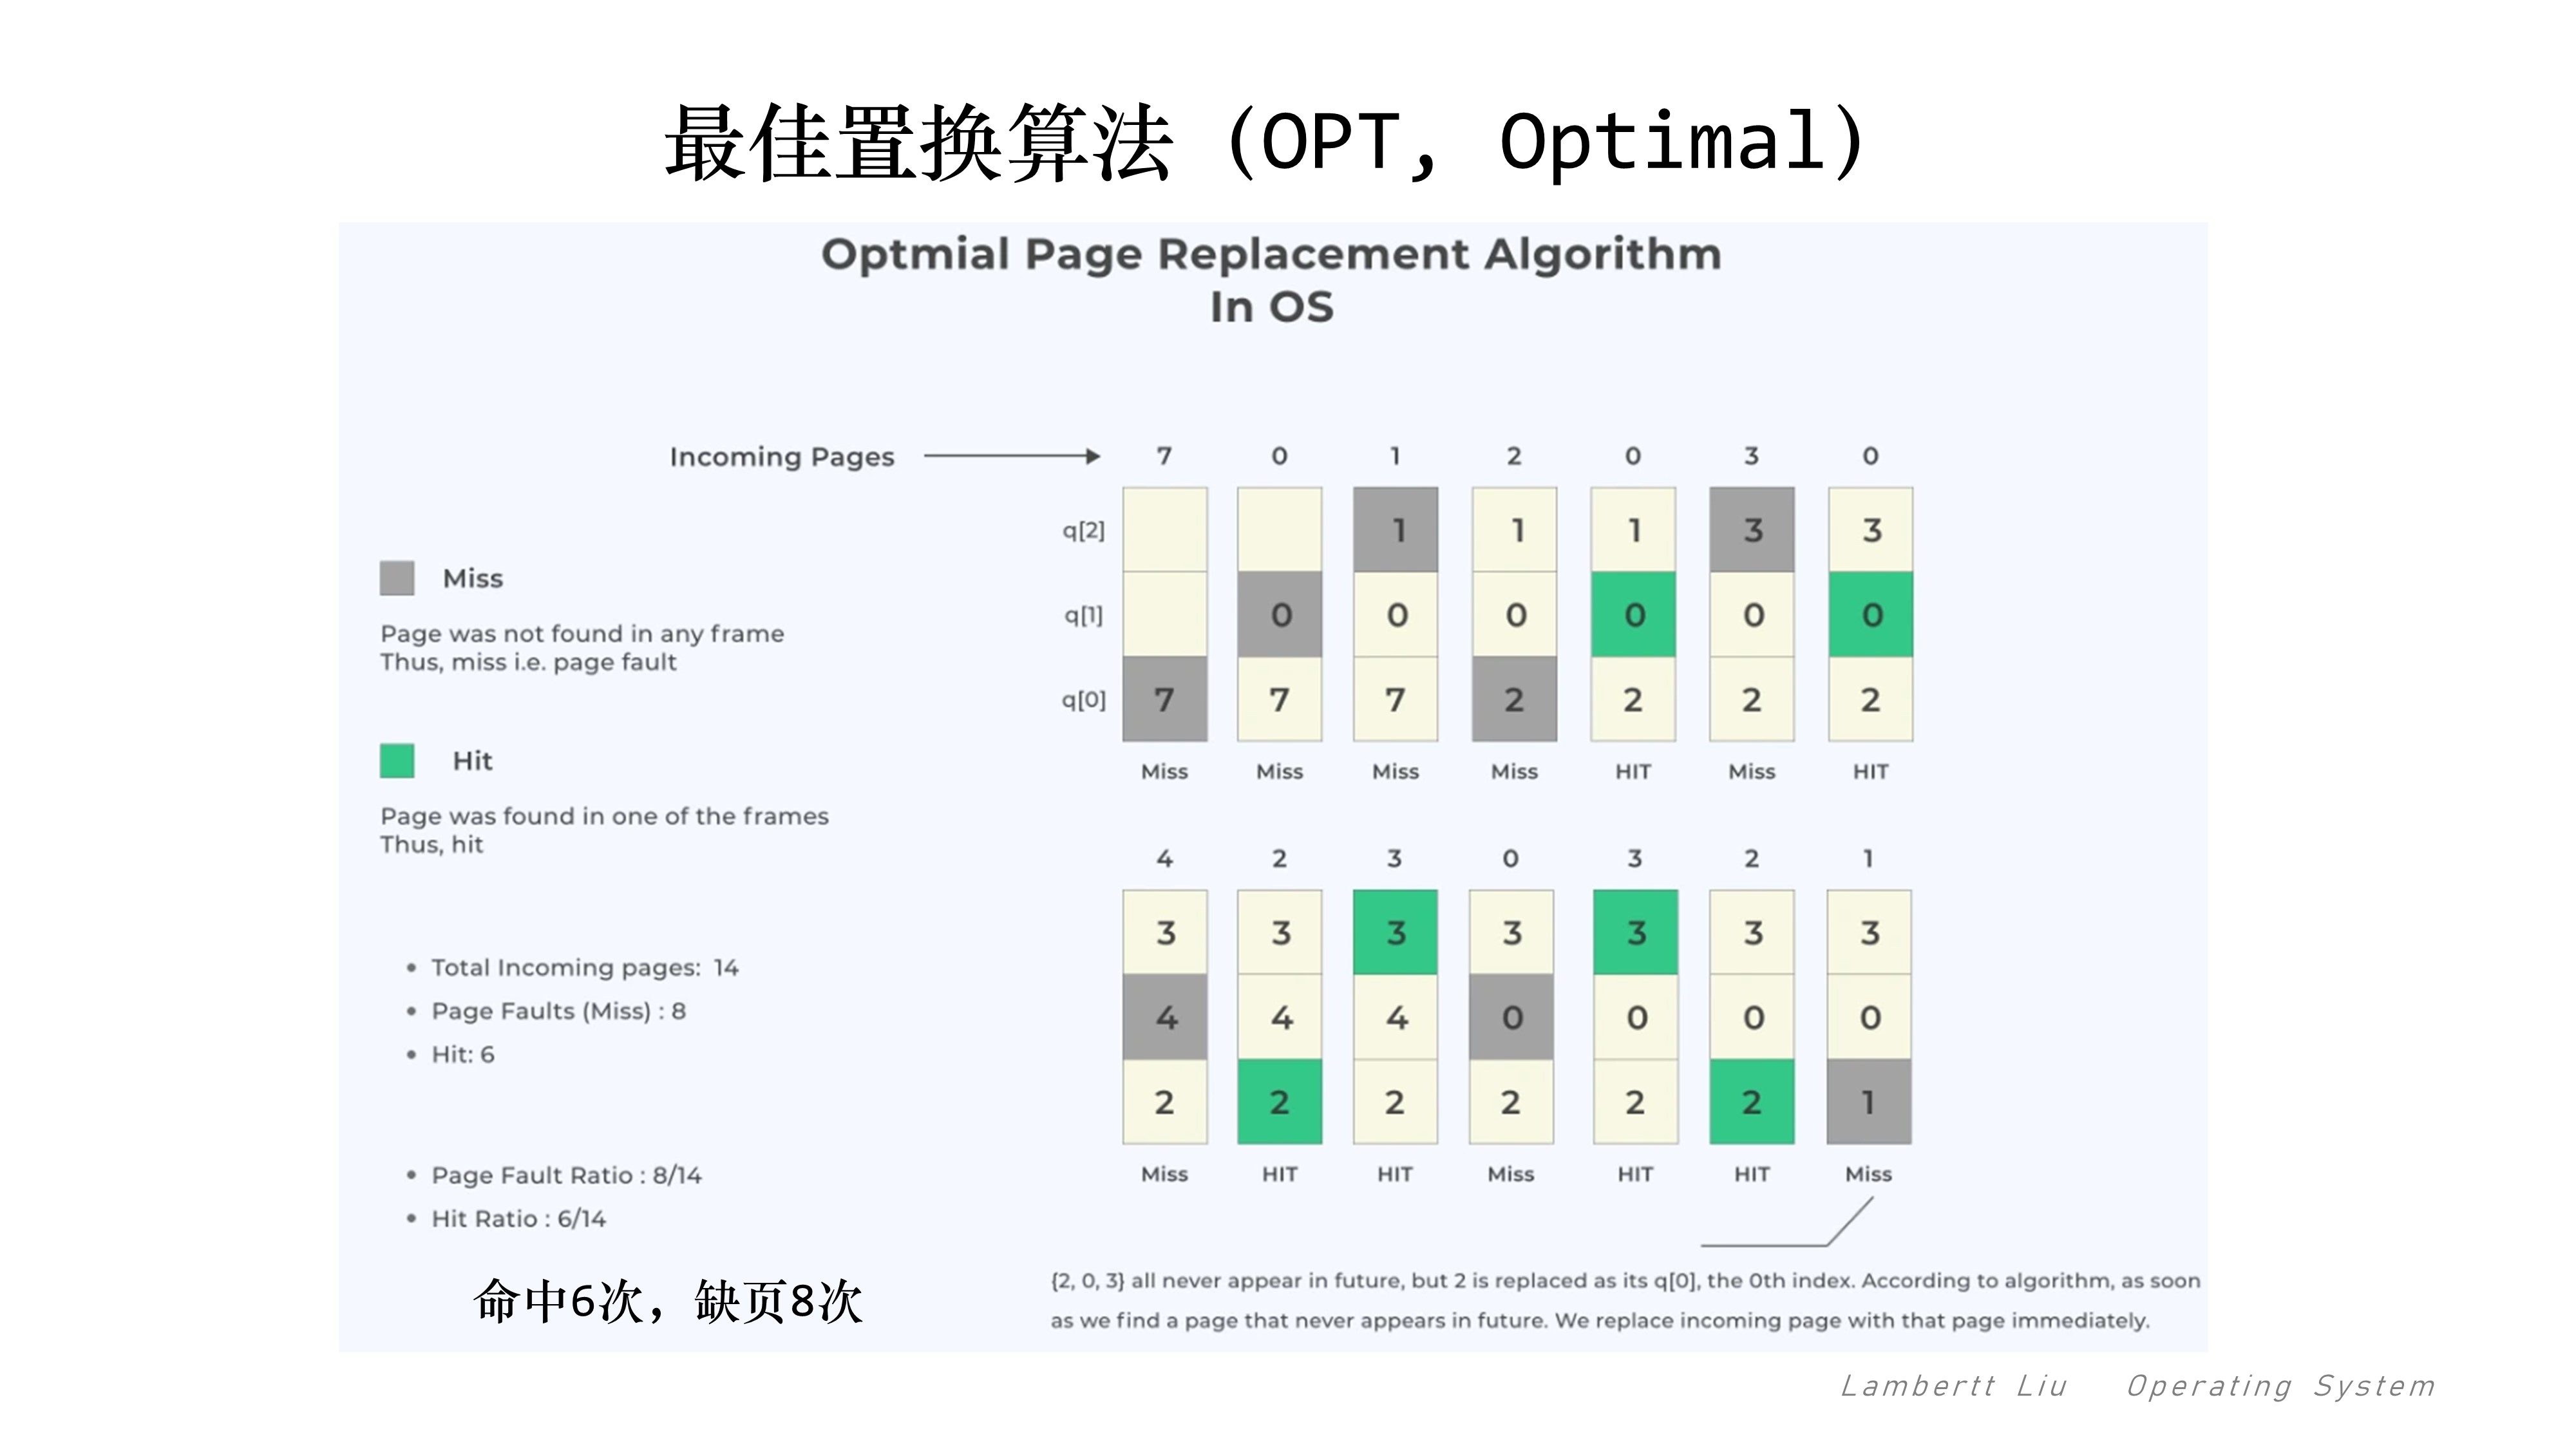 最佳置换算法（OPT, Optimal）
Optmial Page Replacement Algorithm
In OS
Incoming Pages 7 0 1 2 0 3 0
q[2] 1 1 1 3 3
q[1] 0 0 0 0 0 0
q[0] 7 7 7 2 2 2 2
Miss Miss Miss Miss HIT Miss HIT
Miss
Page was not found in any frame
Thus, miss i.e. page fault
Hit
Page was found in one of the frames
Thus, hit
4 2 3 0 3 2 1
3 3 3 3 3 3 3
4 4 4 0 0 0 0
2 2 2 2 2 2 1
Miss HIT HIT Miss HIT HIT Miss
• Total Incoming pages: 14
• Page Faults (Miss) : 8
• Hit: 6
• Page Fault Ratio : 8/14
• Hit Ratio : 6/14
命中6次，缺页8次
{2, 0, 3} all never appear in future, but 2 is replaced as its q[0], the 0th index. According to algorithm, as soon
as we find a page that never appears in future. We replace incoming page with that page immediately.
Lambertt Liu Operating System